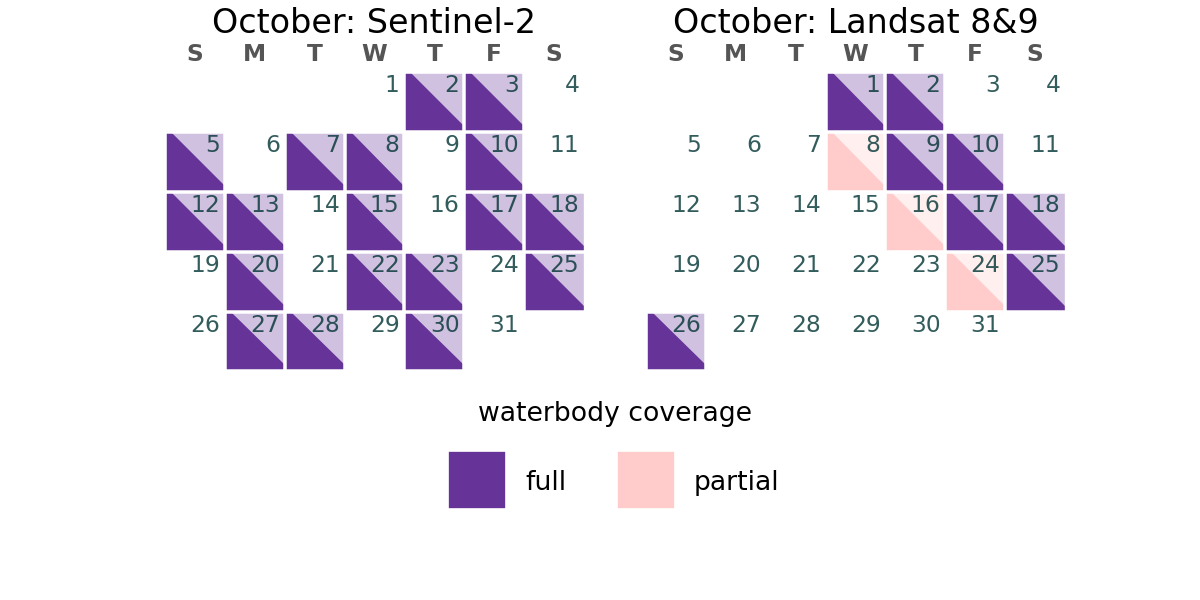 October: Sentinel-2
S M T W T F S
1 2 3 4
5 6 7 8 9 10 11
12 13 14 15 16 17 18
19 20 21 22 23 24 25
26 27 28 29 30 31
October: Landsat 8&9
S M T W T F S
1 2 3 4
5 6 7 8 9 10 11
12 13 14 15 16 17 18
19 20 21 22 23 24 25
26 27 28 29 30 31
waterbody coverage
full partial